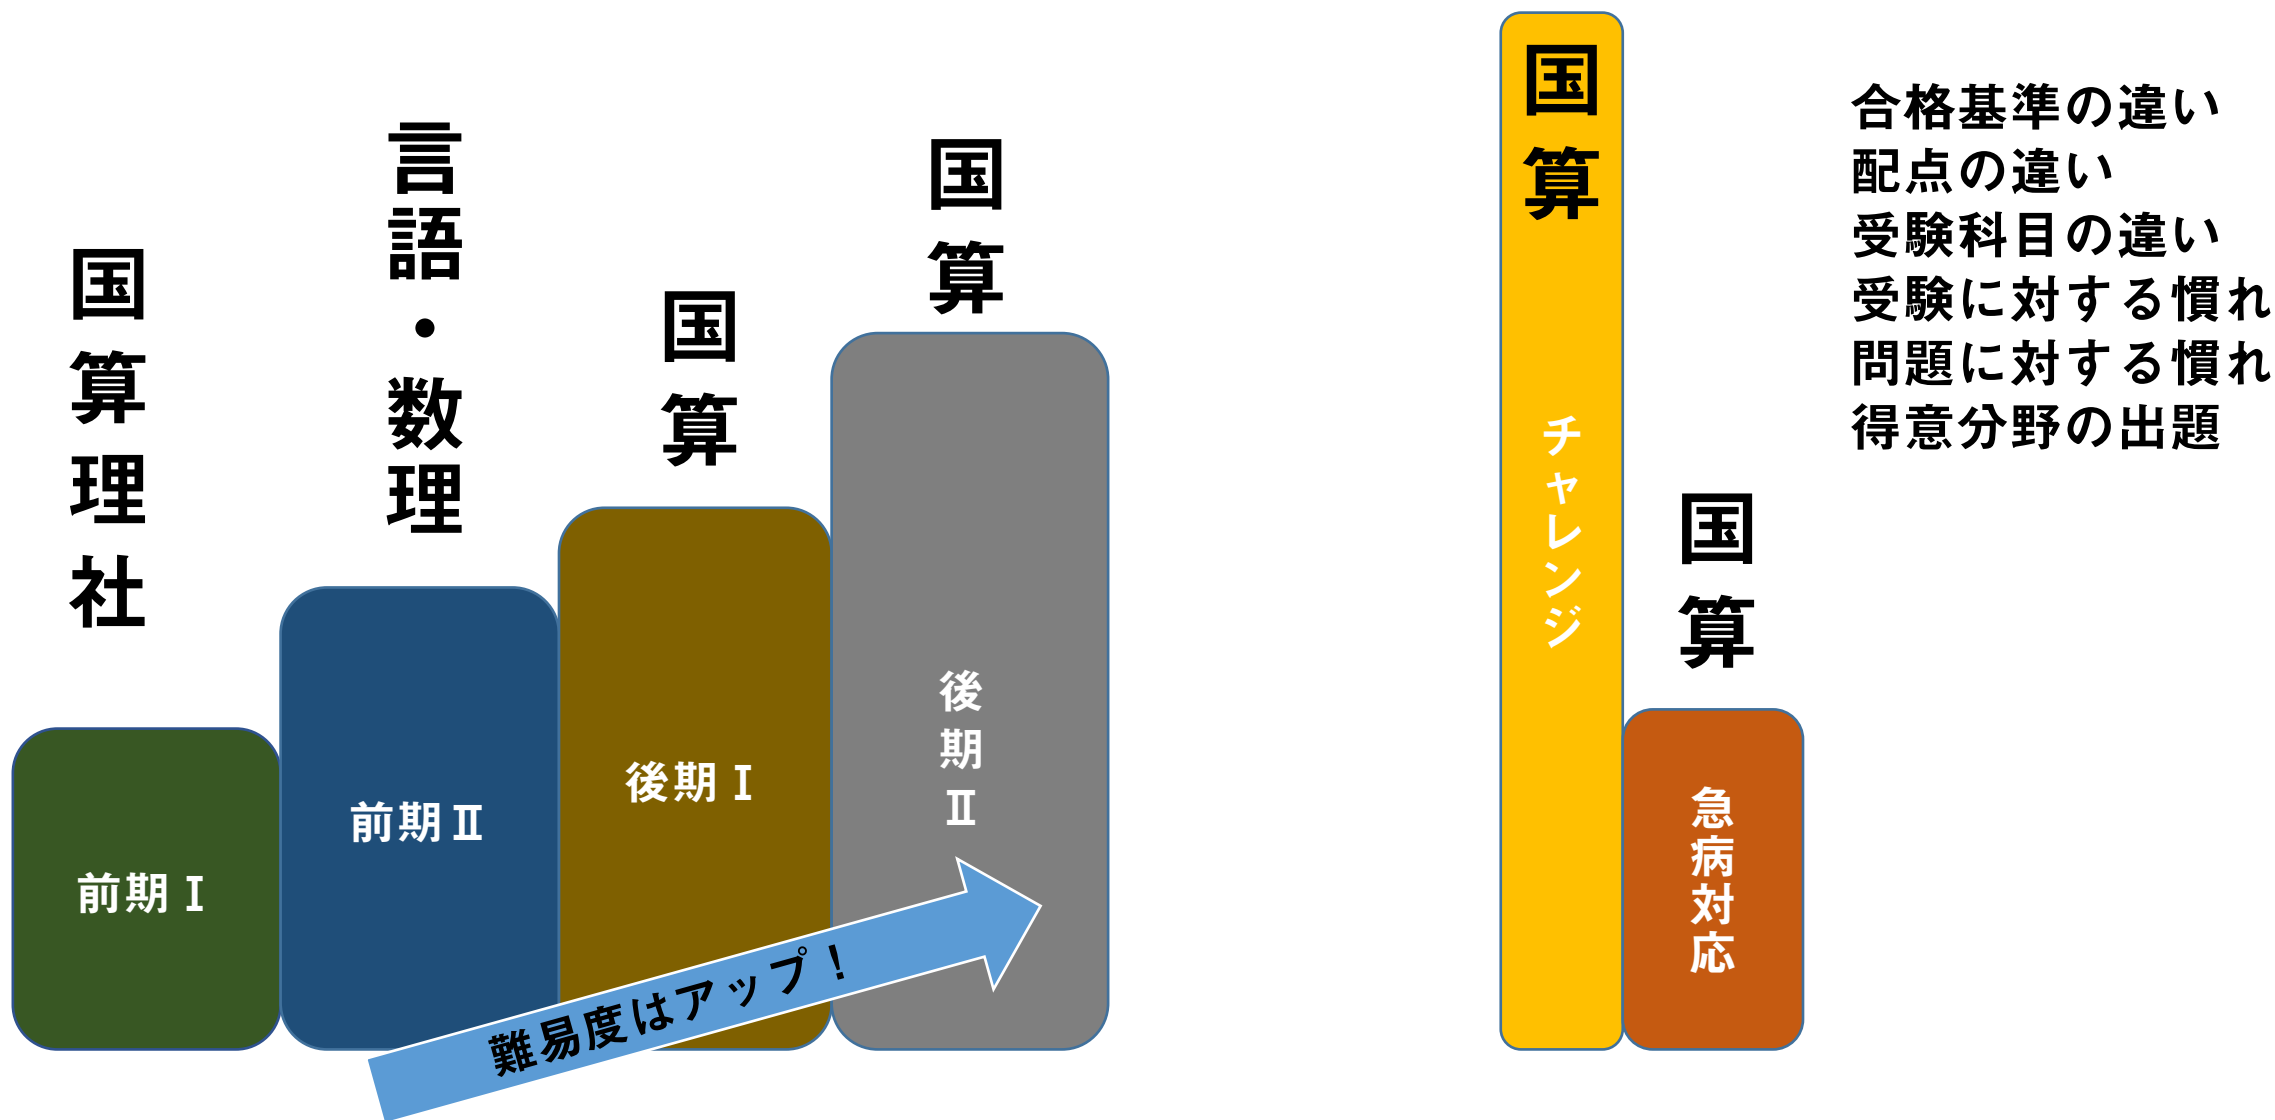 国算理社
前期Ⅰ
言語・数理
前期Ⅱ
国算
後期Ⅰ
国算
後期Ⅱ
難易度はアップ！
国算
チャレンジ
国算
急病対応
合格基準の違い
配点の違い
受験科目の違い
受験に対する慣れ
問題に対する慣れ
得意分野の出題